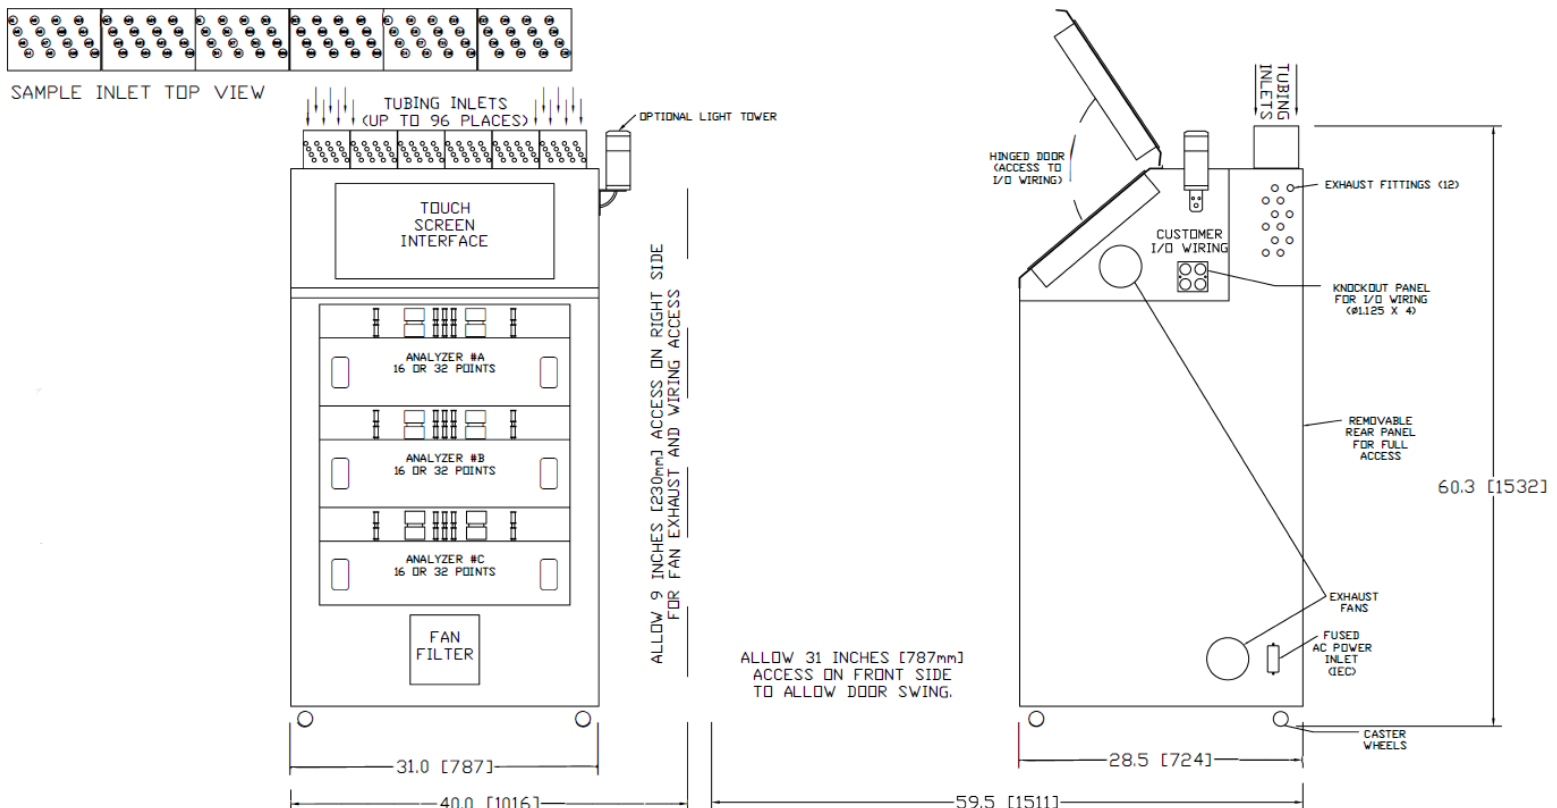 SAMPLE INLET TOP VIEW
TUBING INLETS
(UP TO 96 PLACES)
OPTIONAL LIGHT TOWER
TOUCH
SCREEN
INTERFACE
ANALYZER #A
16 OR 32 POINTS
ANALYZER #B
16 OR 32 POINTS
ANALYZER #C
16 OR 32 POINTS
FAN
FILTER
ALLOW 9 INCHES [230mm] ACCESS ON RIGHT SIDE
FOR FAN EXHAUST AND WIRING ACCESS
31.0 [787]
40.0 [1016]
ALLOW 31 INCHES [787mm]
ACCESS ON FRONT SIDE
TO ALLOW DOOR SWING.
HINGED DOOR
(ACCESS TO
I/O WIRING)
TUBING
INLETS
EXHAUST FITTINGS (12)
CUSTOMER
I/O WIRING
KNOCKOUT PANEL
FOR I/O WIRING
(Ø1.125 X 4)
REMOVABLE
REAR PANEL
FOR FULL
ACCESS
60.3 [1532]
EXHAUST
FANS
FUSED
AC POWER
INLET
(IEC)
CASTER
WHEELS
28.5 [724]
59.5 [1511]